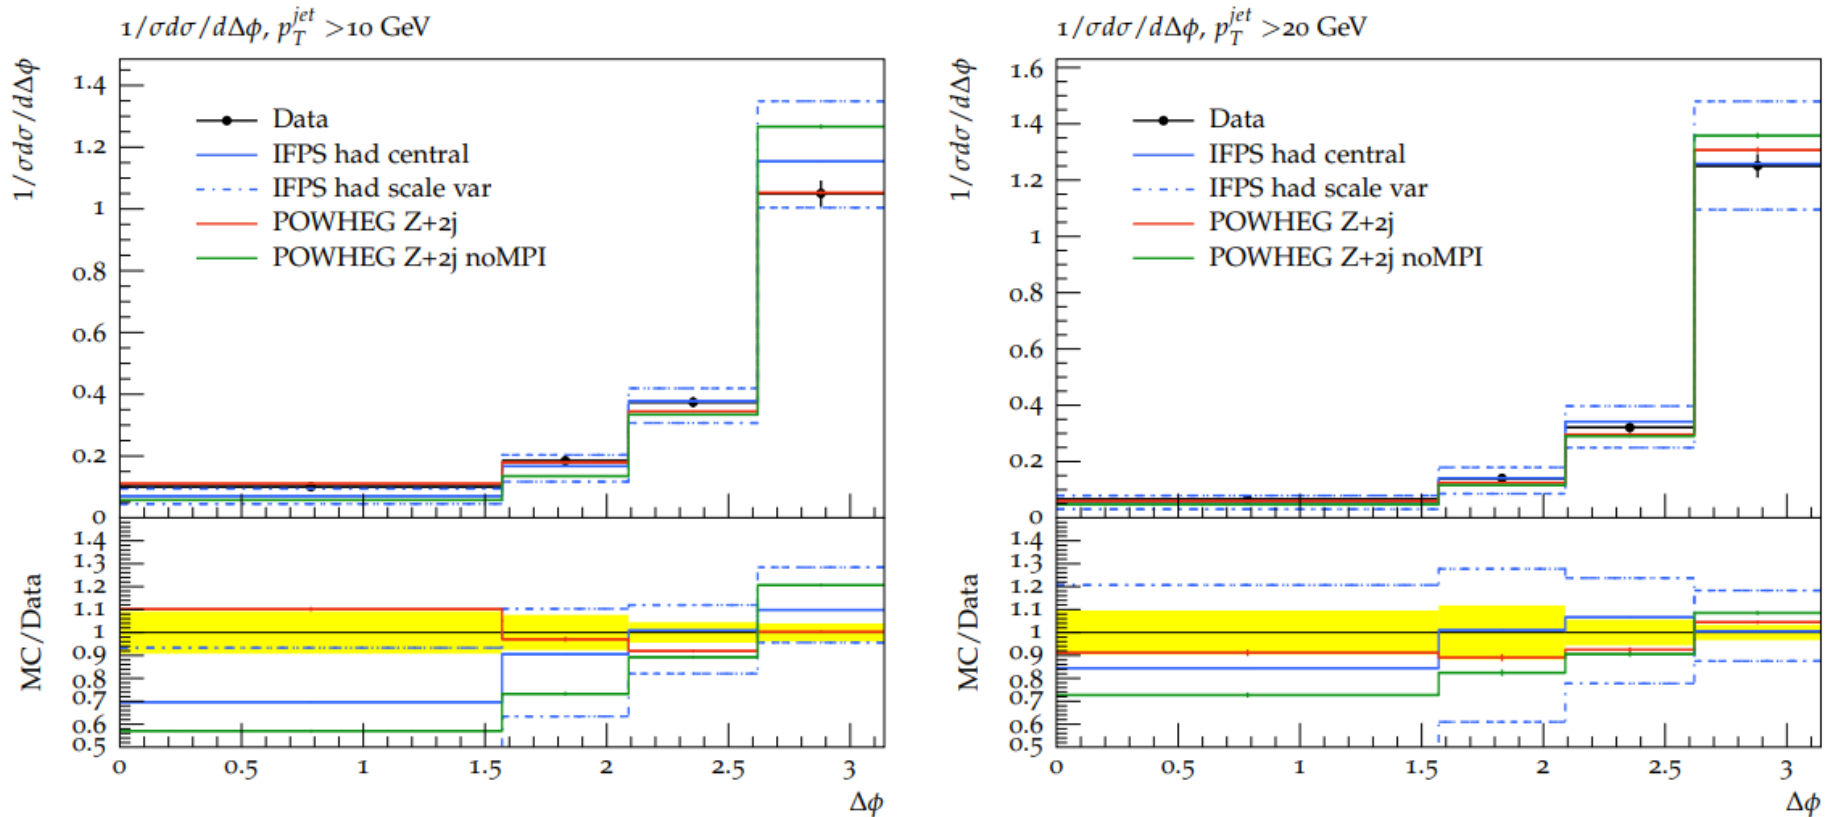 1/σdσ/dΔϕ, p_T^{jet} >10 GeV
1/σdσ/dΔϕ
1.4
1.2
1
0.8
0.6
0.4
0.2
0
Data
IFPS had central
IFPS had scale var
POWHEG Z+2j
POWHEG Z+2j noMPI
MC/Data
1.4
1.3
1.2
1.1
1
0.9
0.8
0.7
0.6
0.5
0 0.5 1 1.5 2 2.5 3
Δϕ
1/σdσ/dΔϕ, p_T^{jet} >20 GeV
1/σdσ/dΔϕ
1.6
1.4
1.2
1
0.8
0.6
0.4
0.2
0
Data
IFPS had central
IFPS had scale var
POWHEG Z+2j
POWHEG Z+2j noMPI
MC/Data
1.4
1.3
1.2
1.1
1
0.9
0.8
0.7
0.6
0.5
0 0.5 1 1.5 2 2.5 3
Δϕ